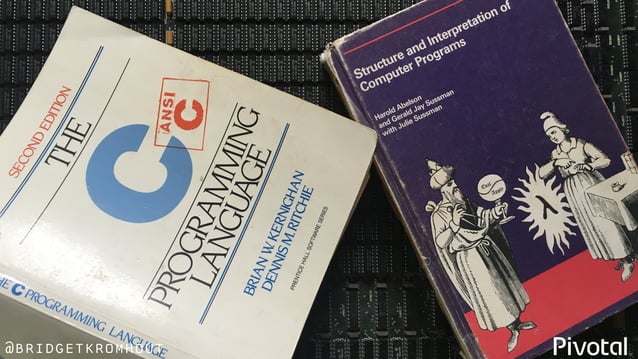 SECOND EDITION
THE
C
ANSI
C
PROGRAMMING
LANGUAGE
BRIAN W. KERNIGHAN
DENNIS M. RITCHIE
PRENTICE HALL SOFTWARE SERIES
THE C PROGRAMMING LANGUAGE
Structure and Interpretation of
Computer Programs
Harold Abelson
and Gerald Jay Sussman
with Julie Sussman
λ
@BRIDGETKROMHOUT
Pivotal